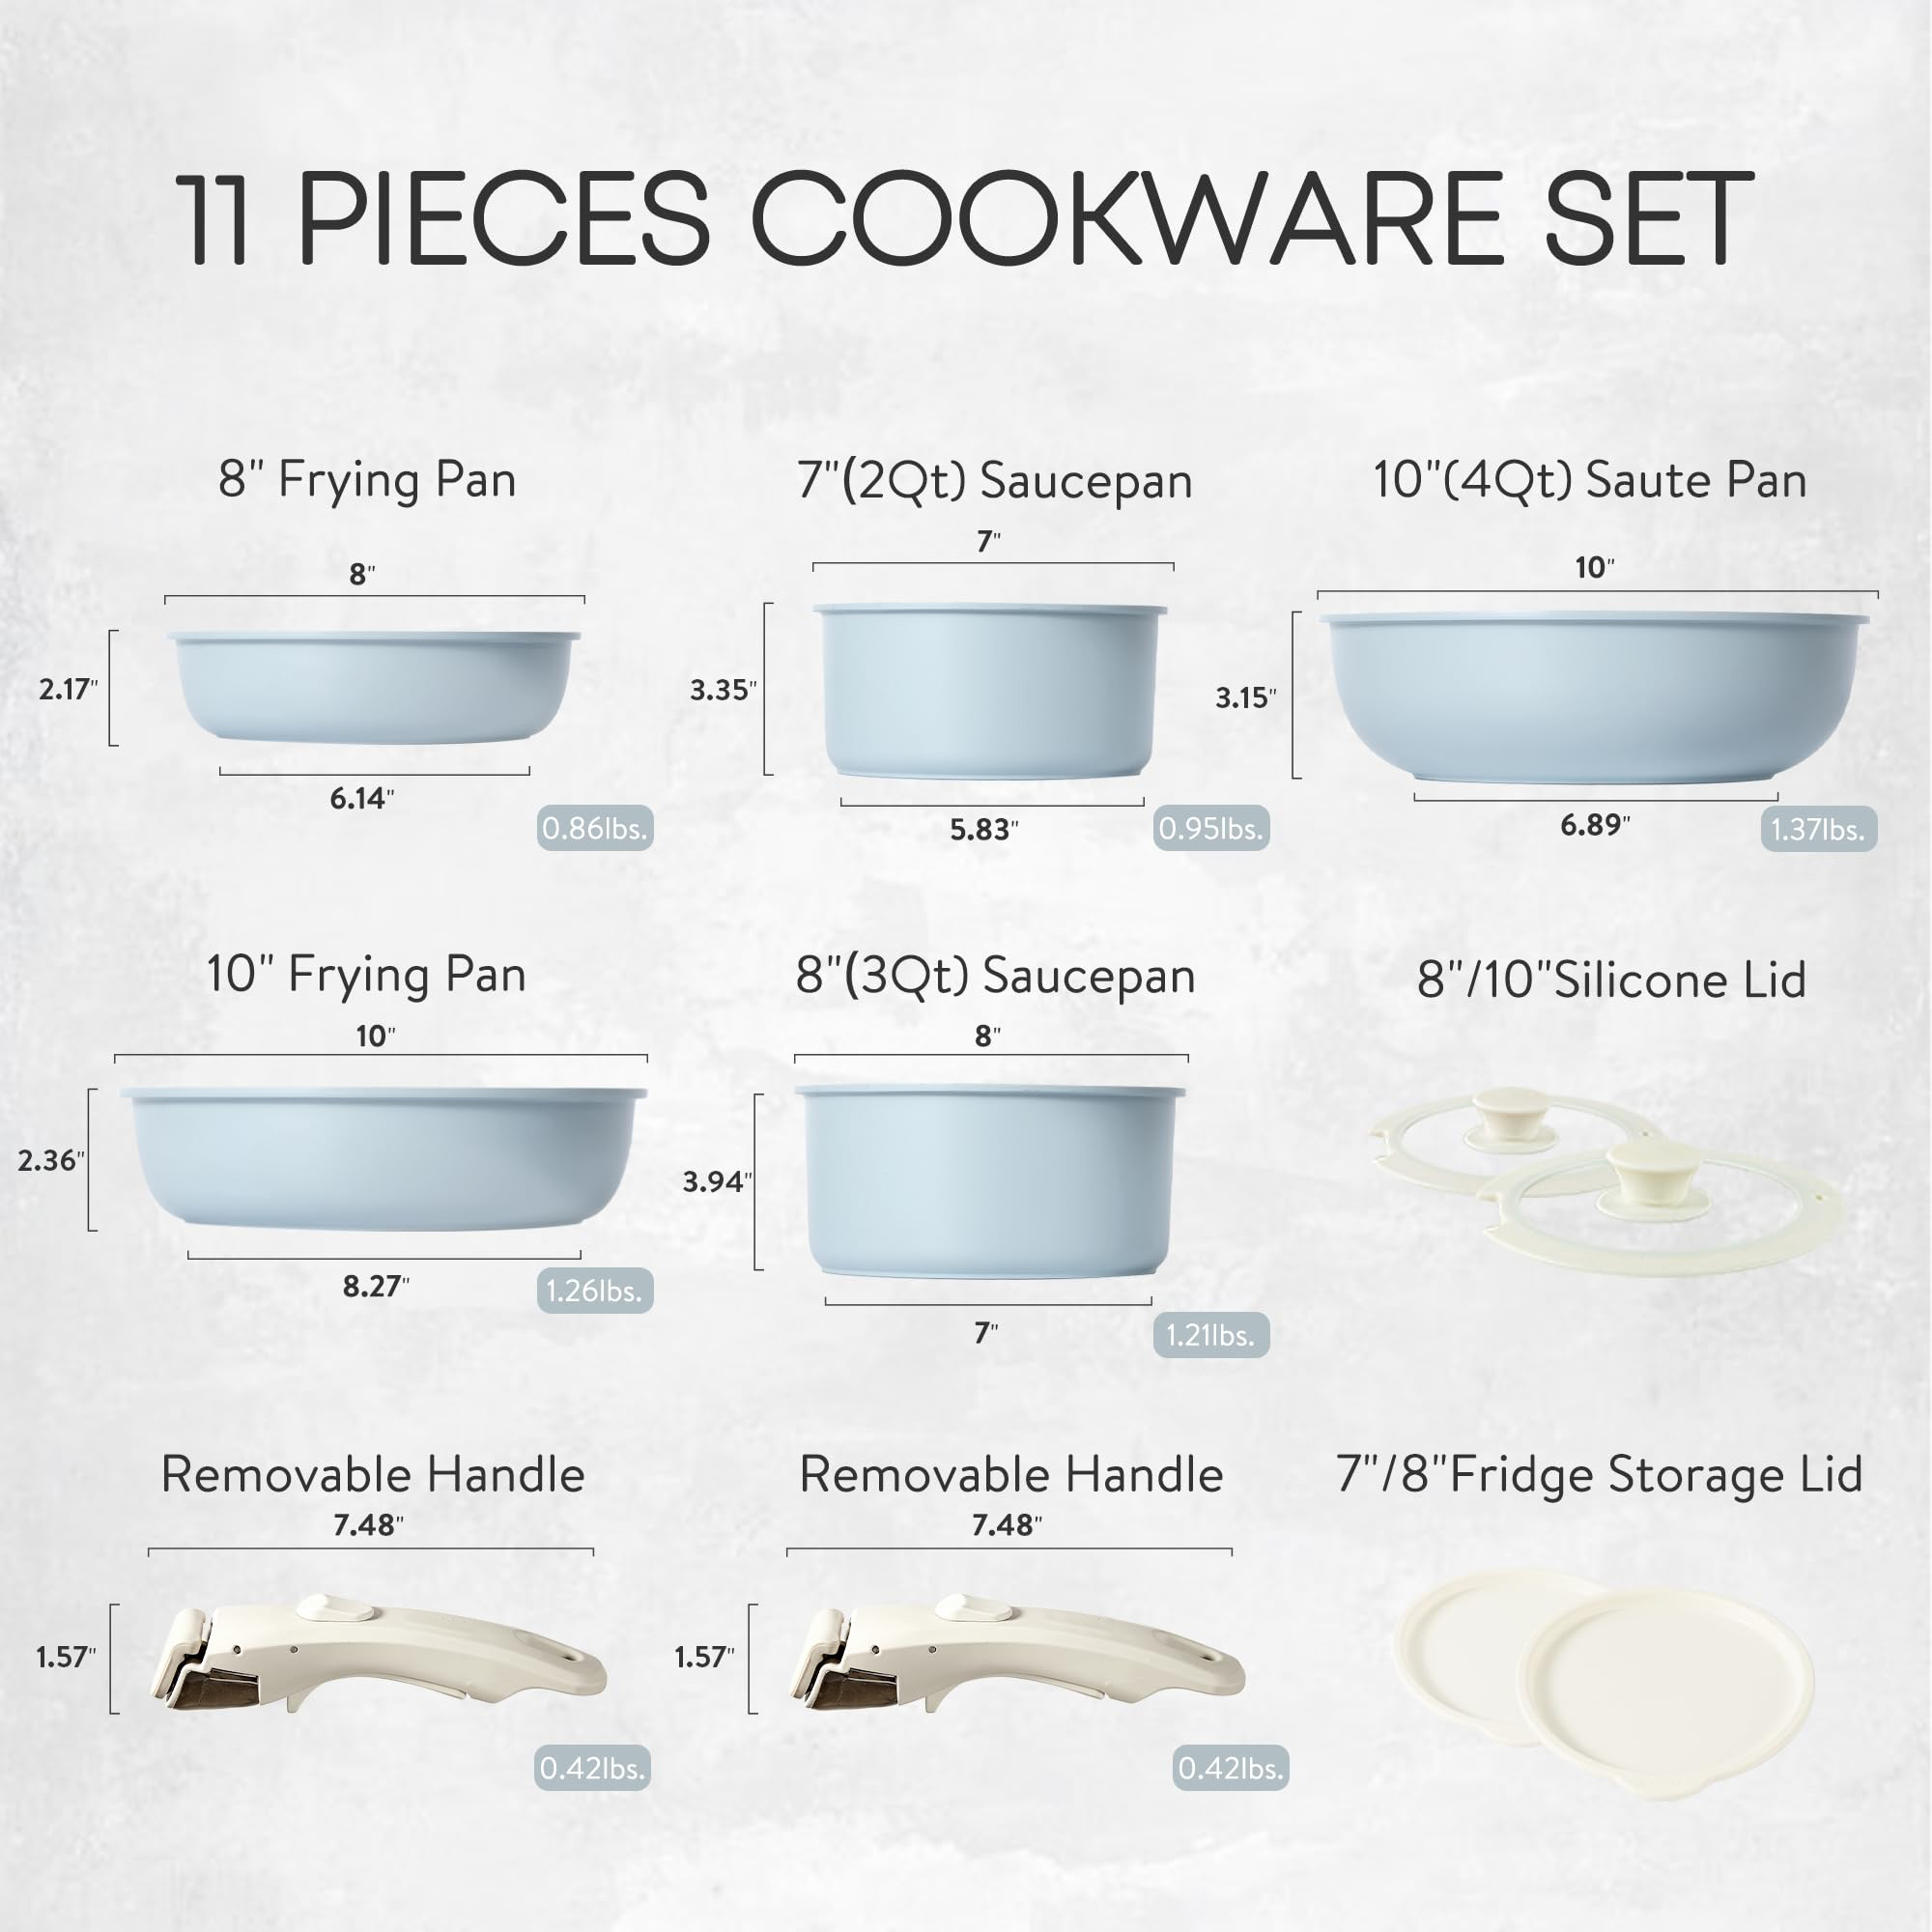 11 PIECES COOKWARE SET
8" Frying Pan
8"
2.17"
6.14"
0.86lbs.
7"(2Qt) Saucepan
7"
3.35"
5.83"
0.95lbs.
10"(4Qt) Saute Pan
10"
3.15"
6.89"
1.37lbs.
10" Frying Pan
10"
2.36"
8.27"
1.26lbs.
8"(3Qt) Saucepan
8"
3.94"
7"
1.21lbs.
8"/10"Silicone Lid
Removable Handle
7.48"
1.57"
0.42lbs.
Removable Handle
7.48"
1.57"
0.42lbs.
7"/8"Fridge Storage Lid